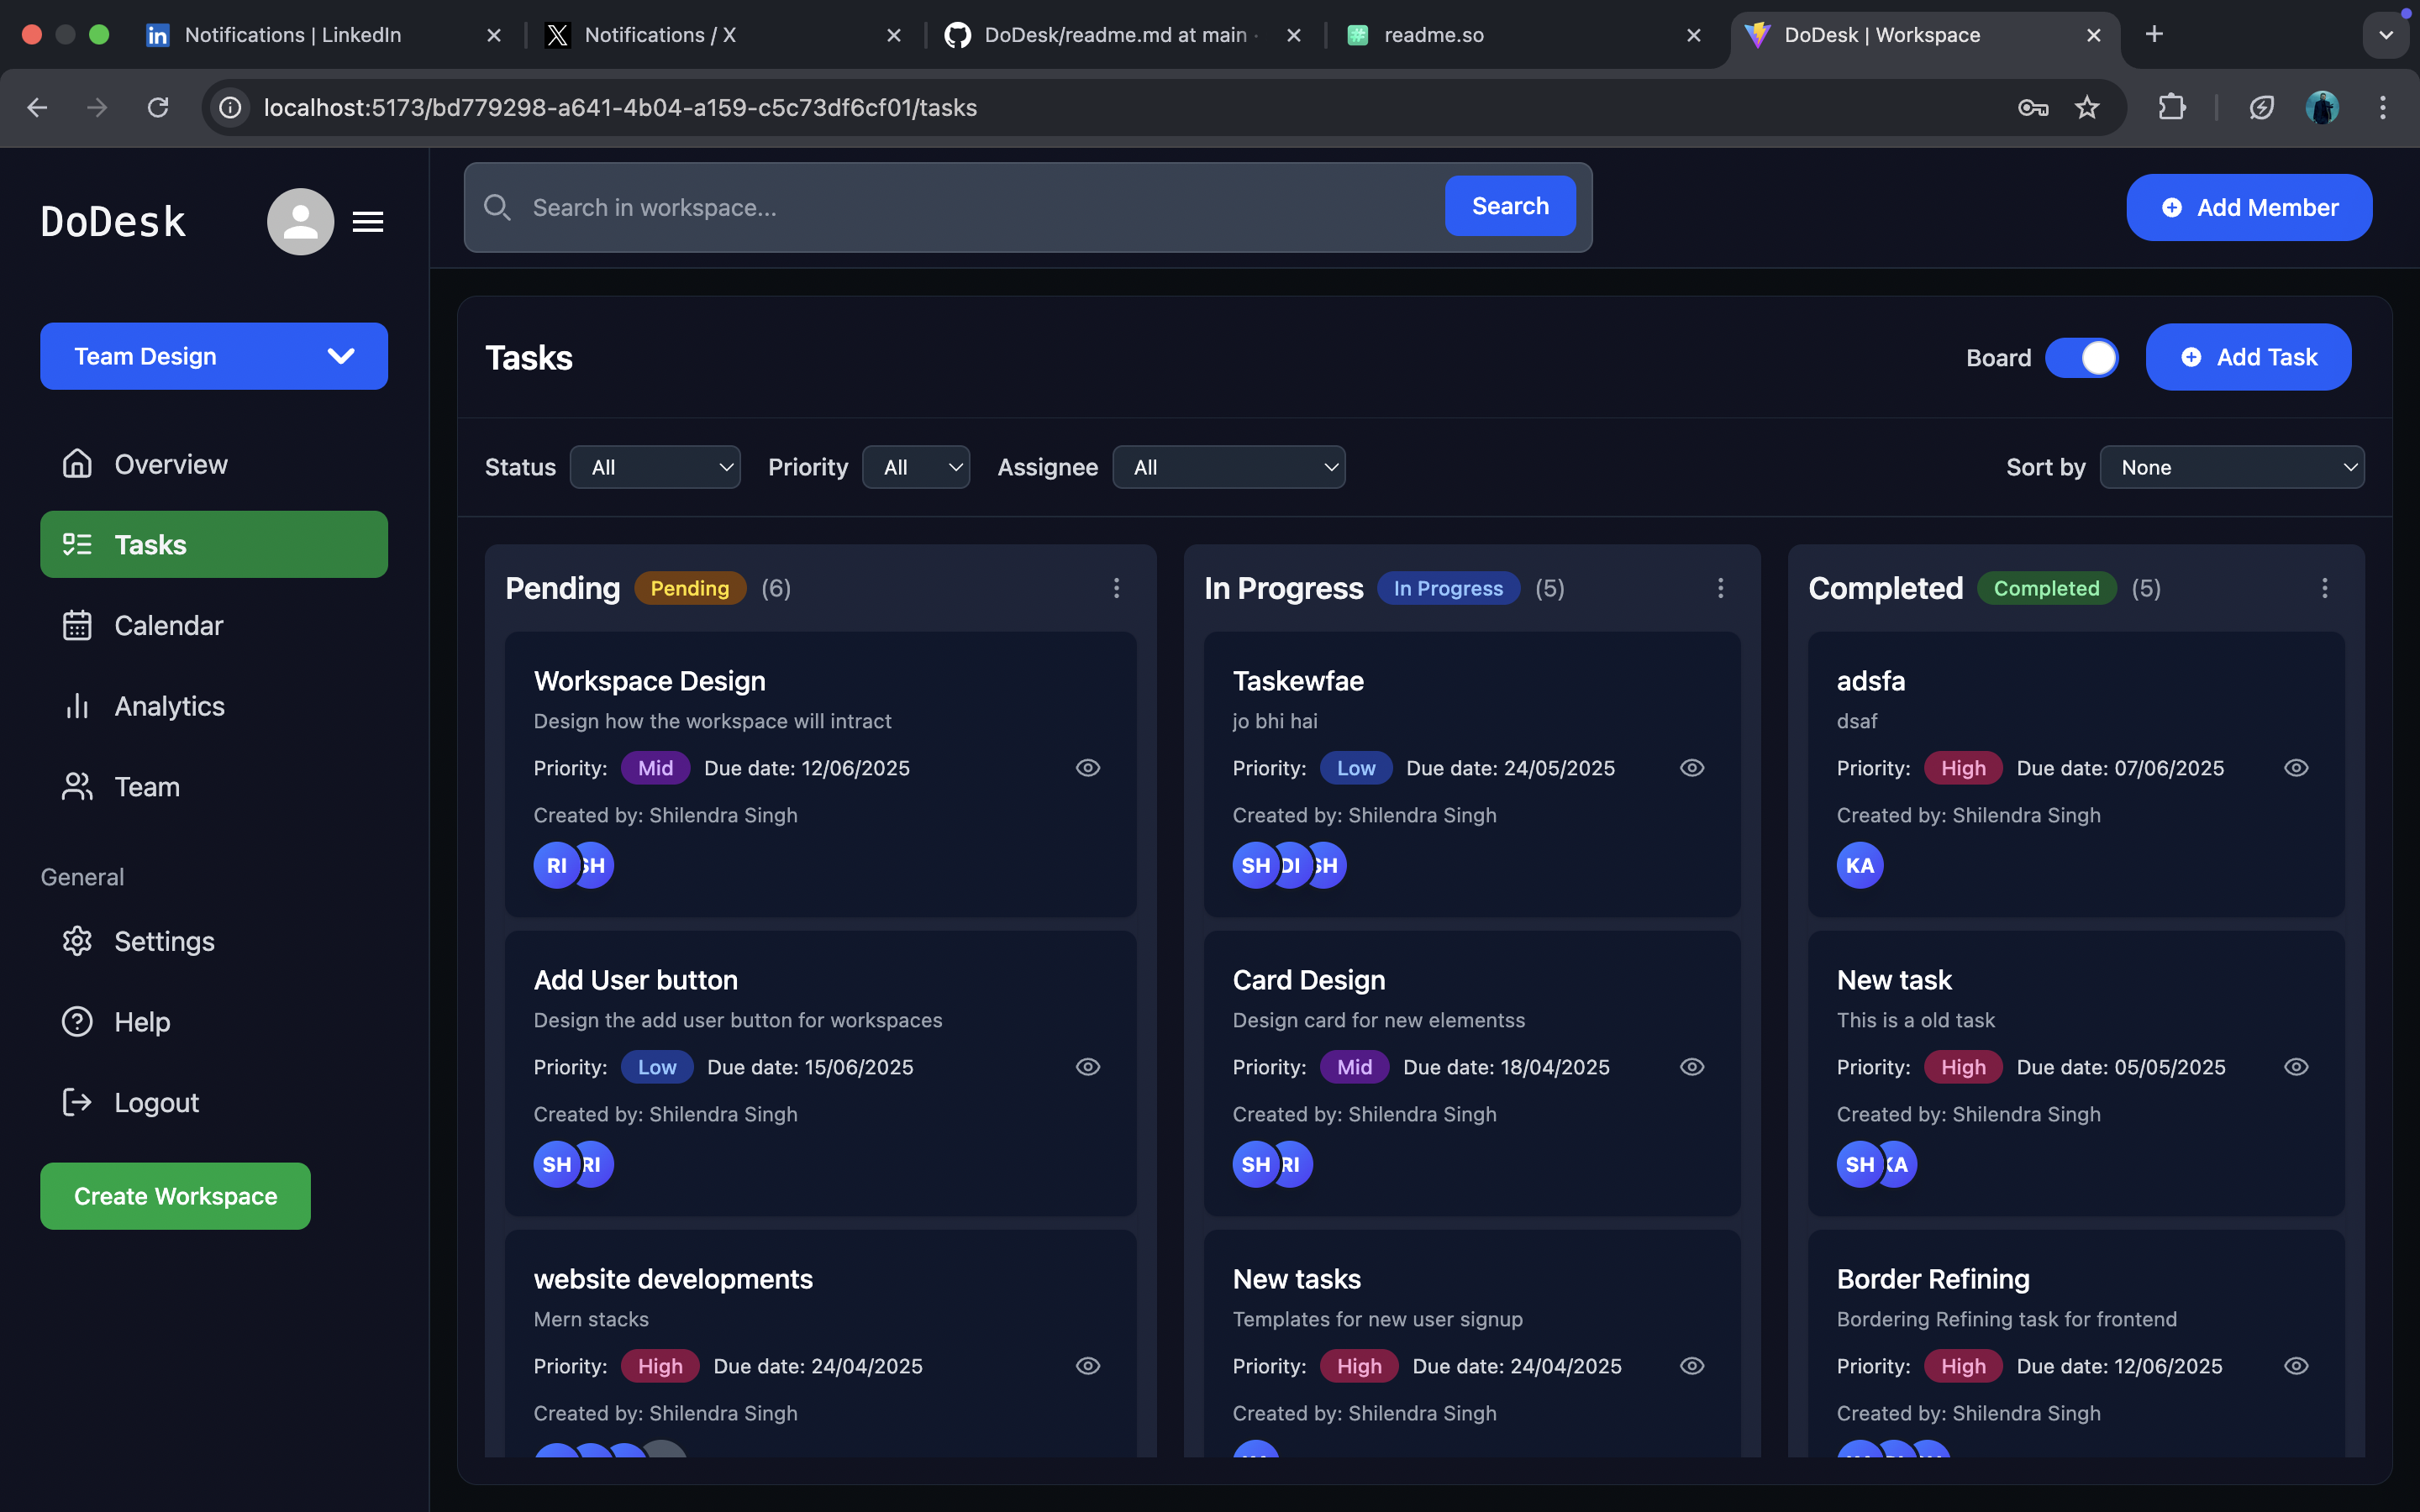 Notifications | LinkedIn
Notifications / X
DoDesk/readme.md at main ·
readme.so
DoDesk | Workspace
localhost:5173/bd779298-a641-4b04-a159-c5c73df6cf01/tasks
DoDesk
Search in workspace...
Search
Add Member
Team Design
Overview
Tasks
Calendar
Analytics
Team
General
Settings
Help
Logout
Create Workspace
Tasks
Board
Add Task
Status All Priority All Assignee All Sort by None
Pending Pending (6)
Workspace Design
Design how the workspace will intract
Priority: Mid Due date: 12/06/2025
Created by: Shilendra Singh
RI SH
Add User button
Design the add user button for workspaces
Priority: Low Due date: 15/06/2025
Created by: Shilendra Singh
SH RI
website developments
Mern stacks
Priority: High Due date: 24/04/2025
Created by: Shilendra Singh
In Progress In Progress (5)
Taskewfae
jo bhi hai
Priority: Low Due date: 24/05/2025
Created by: Shilendra Singh
SH DI SH
Card Design
Design card for new elementss
Priority: Mid Due date: 18/04/2025
Created by: Shilendra Singh
SH RI
New tasks
Templates for new user signup
Priority: High Due date: 24/04/2025
Created by: Shilendra Singh
Completed Completed (5)
adsfa
dsaf
Priority: High Due date: 07/06/2025
Created by: Shilendra Singh
KA
New task
This is a old task
Priority: High Due date: 05/05/2025
Created by: Shilendra Singh
SH KA
Border Refining
Bordering Refining task for frontend
Priority: High Due date: 12/06/2025
Created by: Shilendra Singh